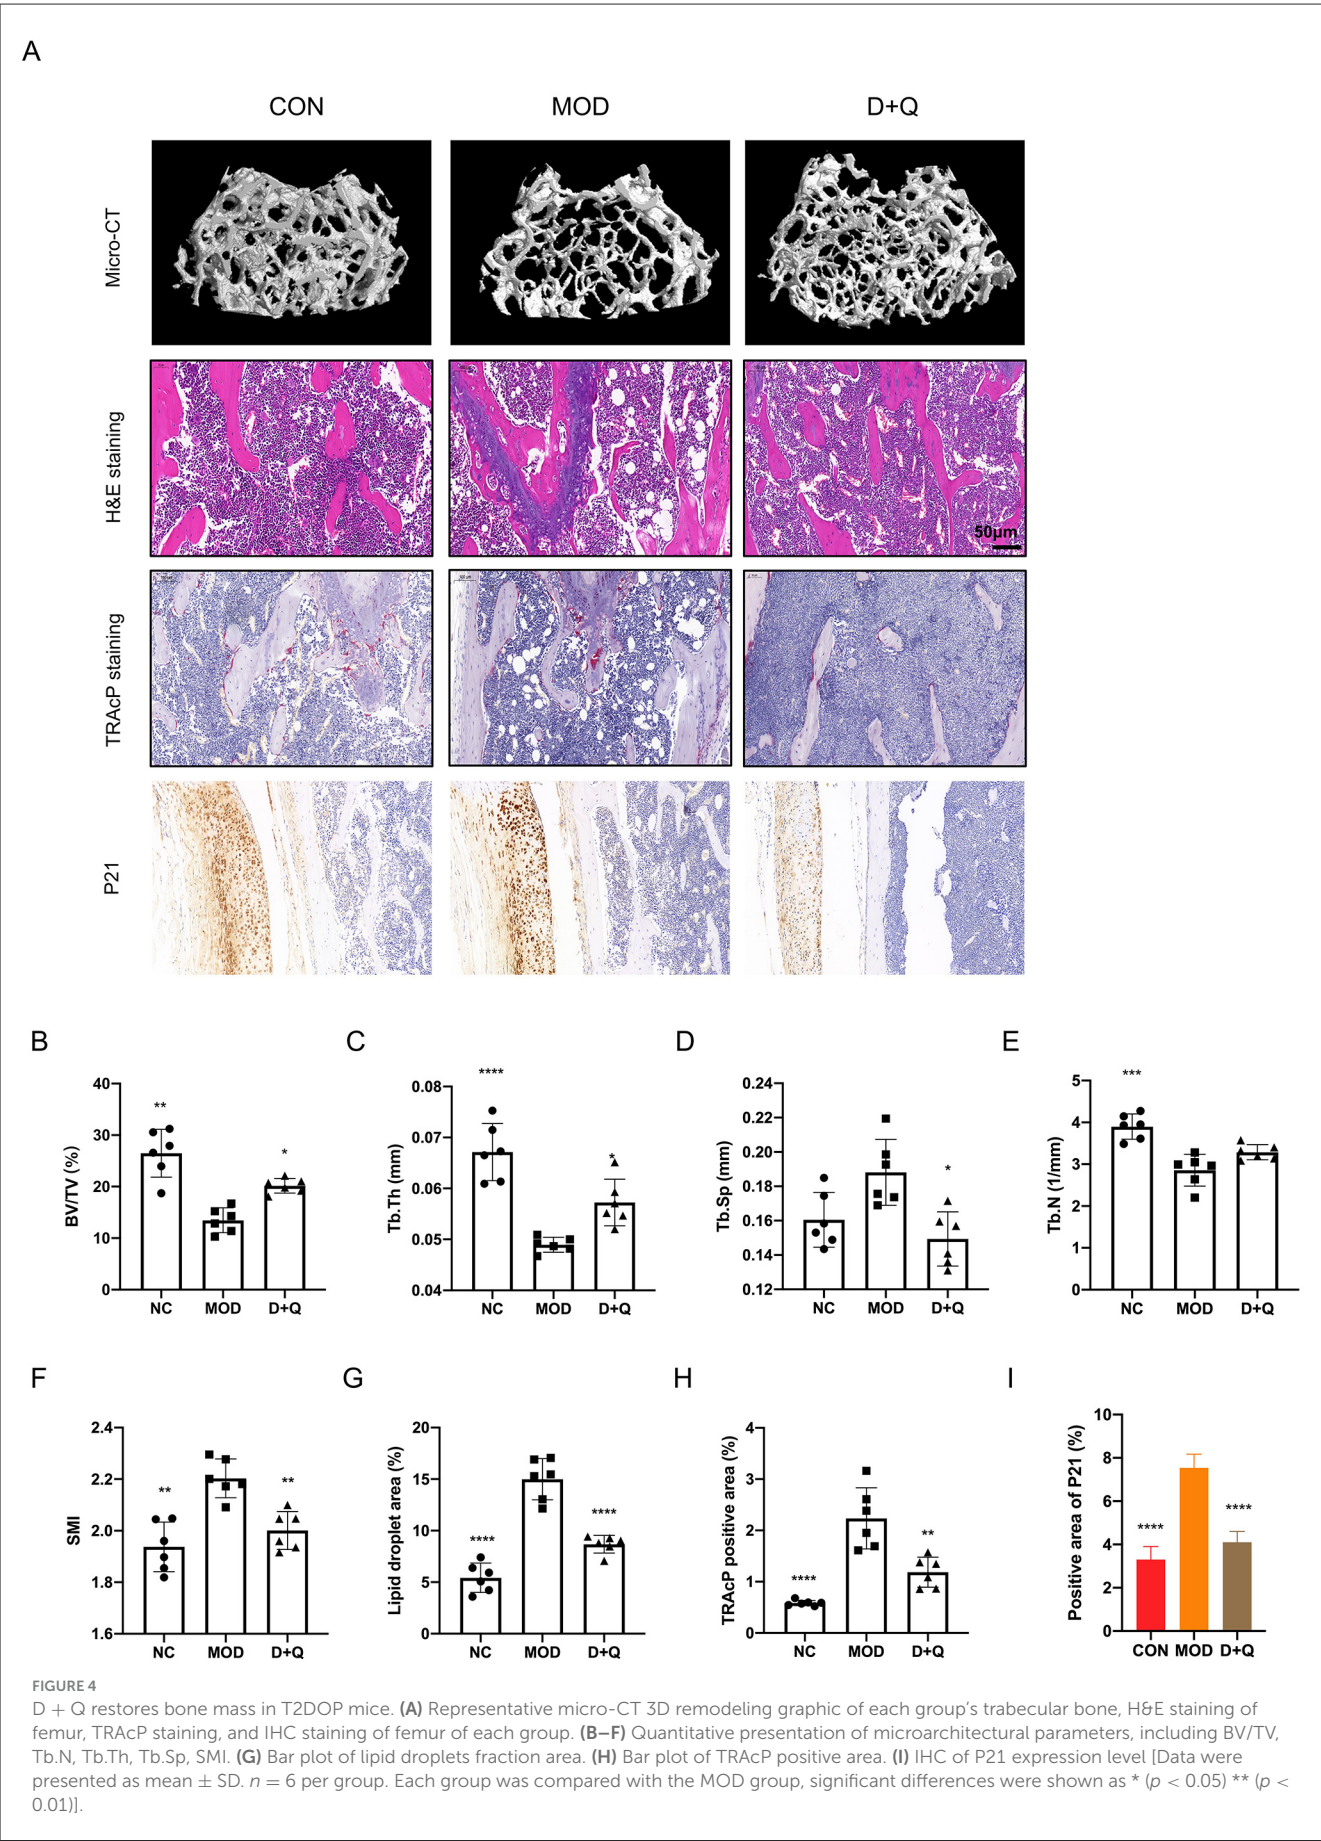 A
CON MOD D+Q
Micro-CT
H&E staining
50μm
TRAcP staining
P21
B C D E
BV/TV (%)
40
30
20
10
0
**
*
NC MOD D+Q
Tb.Th (mm)
0.08
0.07
0.06
0.05
0.04
****
*
NC MOD D+Q
Tb.Sp (mm)
0.24
0.22
0.20
0.18
0.16
0.14
0.12
*
NC MOD D+Q
Tb.N (1/mm)
5
4
3
2
1
0
***
NC MOD D+Q
F G H I
SMI
2.4
2.2
2.0
1.8
1.6
**
**
NC MOD D+Q
Lipid droplet area (%)
20
15
10
5
0
****
****
NC MOD D+Q
TRAcP positive area (%)
4
3
2
1
0
****
**
NC MOD D+Q
Positive area of P21 (%)
10
8
6
4
2
0
****
****
CON MOD D+Q
FIGURE 4
D + Q restores bone mass in T2DOP mice. (A) Representative micro-CT 3D remodeling graphic of each group's trabecular bone, H&E staining of
femur, TRAcP staining, and IHC staining of femur of each group. (B–F) Quantitative presentation of microarchitectural parameters, including BV/TV,
Tb.N, Tb.Th, Tb.Sp, SMI. (G) Bar plot of lipid droplets fraction area. (H) Bar plot of TRAcP positive area. (I) IHC of P21 expression level [Data were
presented as mean ± SD. n = 6 per group. Each group was compared with the MOD group, significant differences were shown as * (p < 0.05) ** (p <
0.01)].